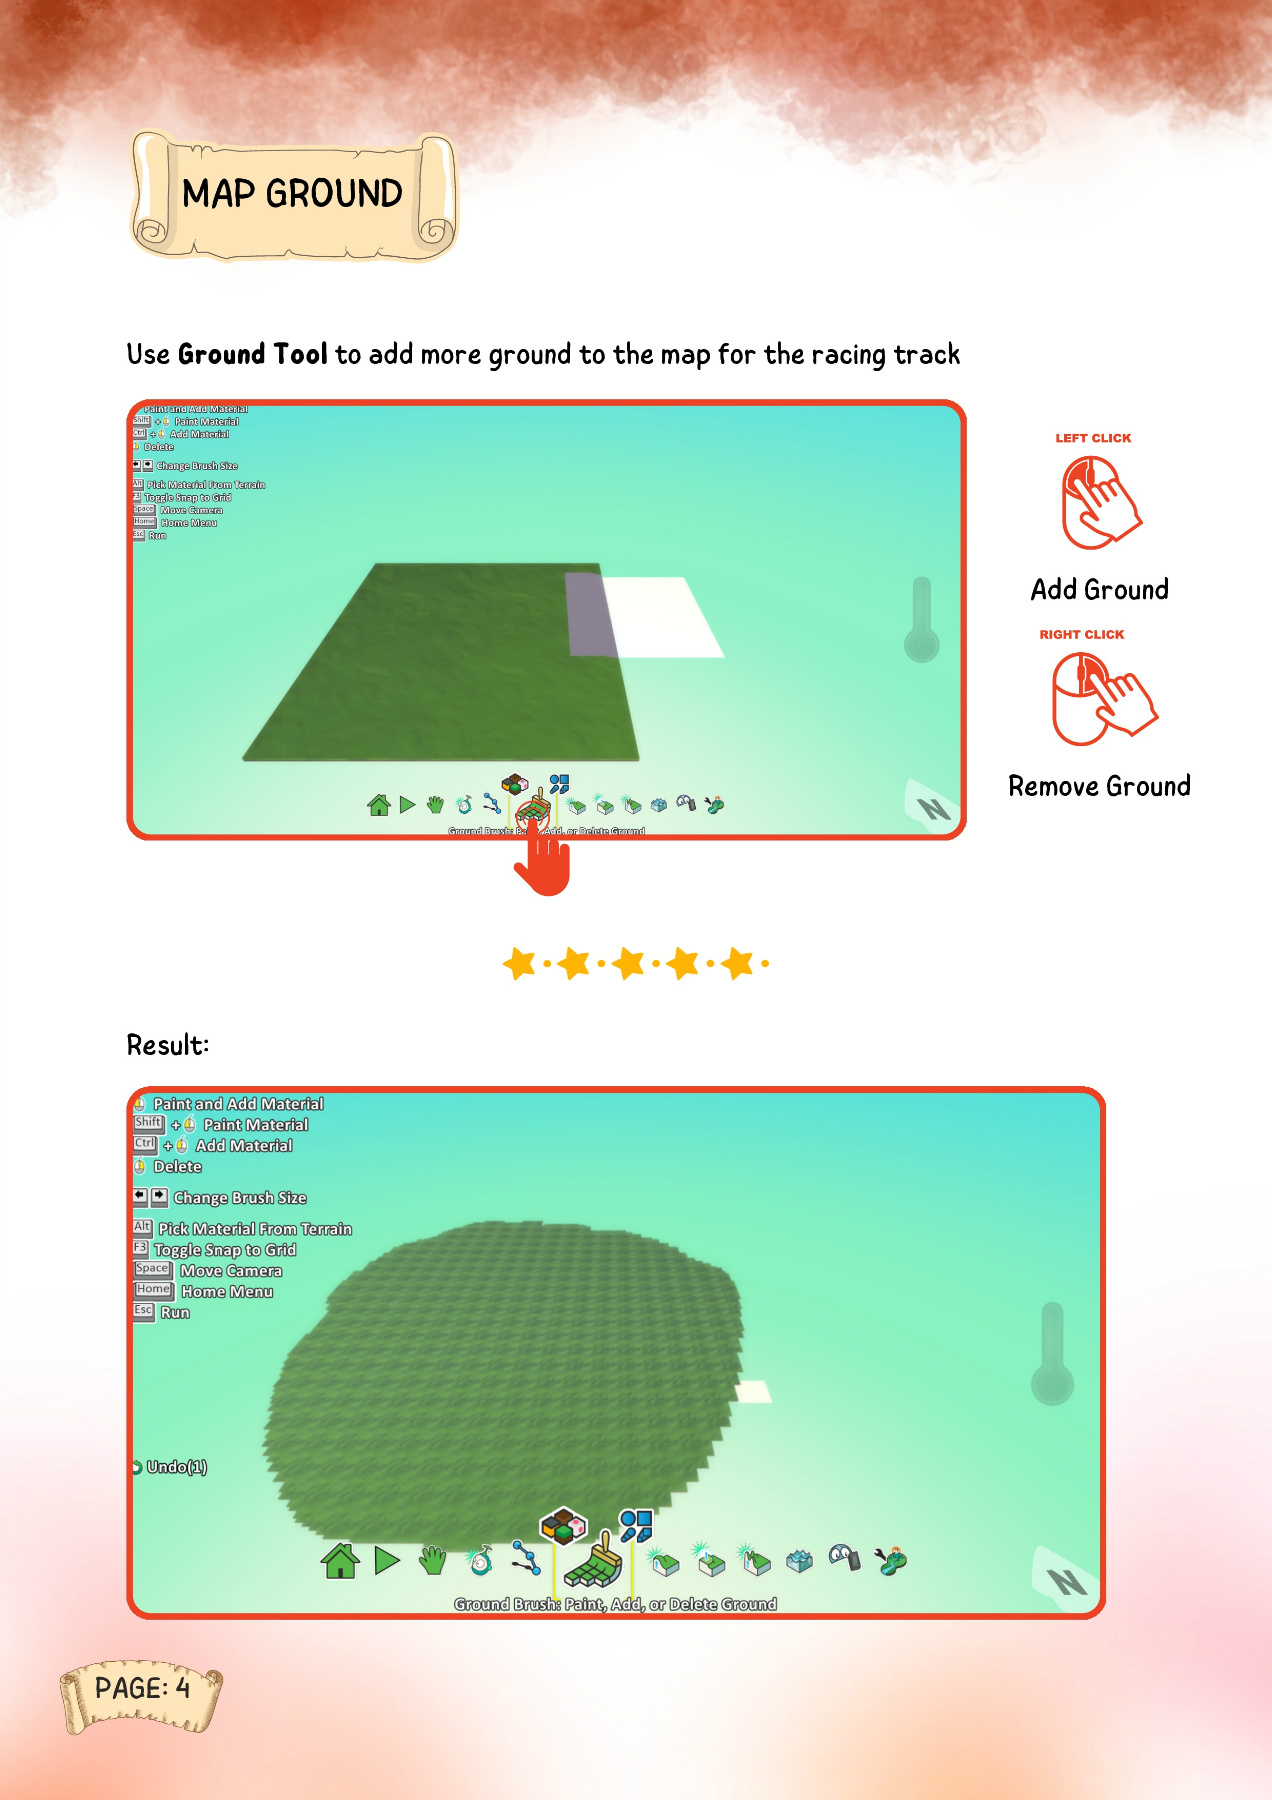 MAP GROUND
Use Ground Tool to add more ground to the map for the racing track
Paint and Add Material
Shift + Paint Material
Ctrl + Add Material
Delete
Change Brush Size
Alt Pick Material From Terrain
F3 Toggle Snap to Grid
Space Move Camera
Home Home Menu
Esc Run
N
Ground Brush: Paint, Add, or Delete Ground
LEFT CLICK
Add Ground
RIGHT CLICK
Remove Ground
Result:
Paint and Add Material
Shift + Paint Material
Ctrl + Add Material
Delete
Change Brush Size
Alt Pick Material From Terrain
F3 Toggle Snap to Grid
Space Move Camera
Home Home Menu
Esc Run
Undo(1)
N
Ground Brush: Paint, Add, or Delete Ground
PAGE: 4